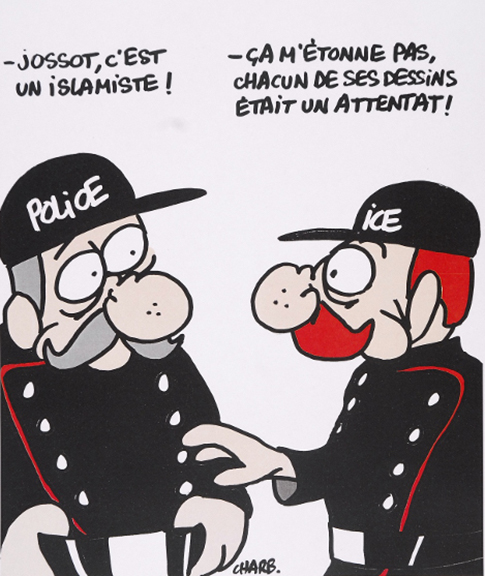 -JOSSOT, C'EST
UN ISLAMISTE !
-ÇA M'ÉTONNE PAS,
CHACUN DE SES DESSINS
ÉTAIT UN ATTENTAT !
POLICE
ICE
CHARB.